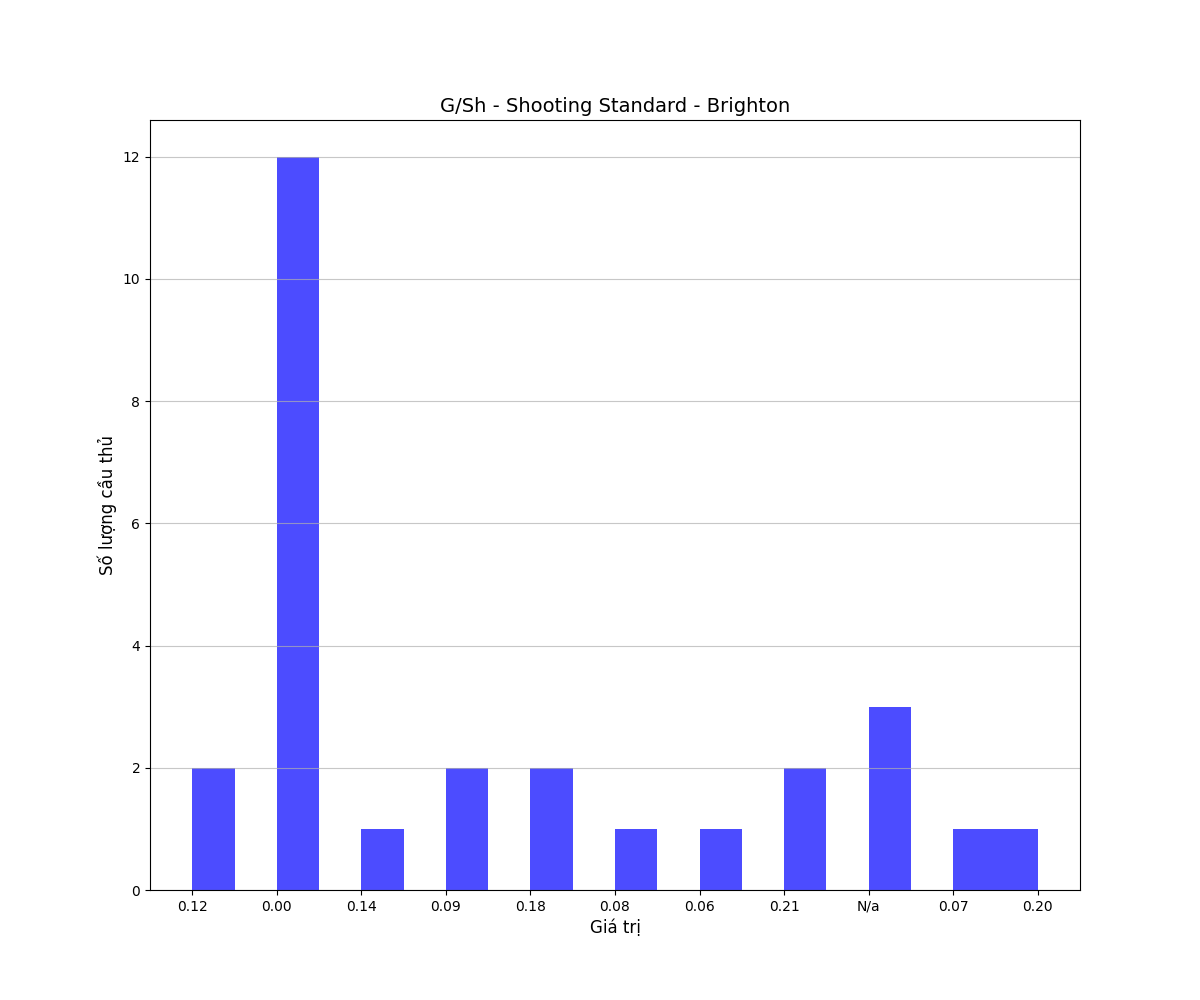 G/Sh - Shooting Standard - Brighton
Số lượng cầu thủ
12
10
8
6
4
2
0
0.12 0.00 0.14 0.09 0.18 0.08 0.06 0.21 N/a 0.07 0.20
Giá trị